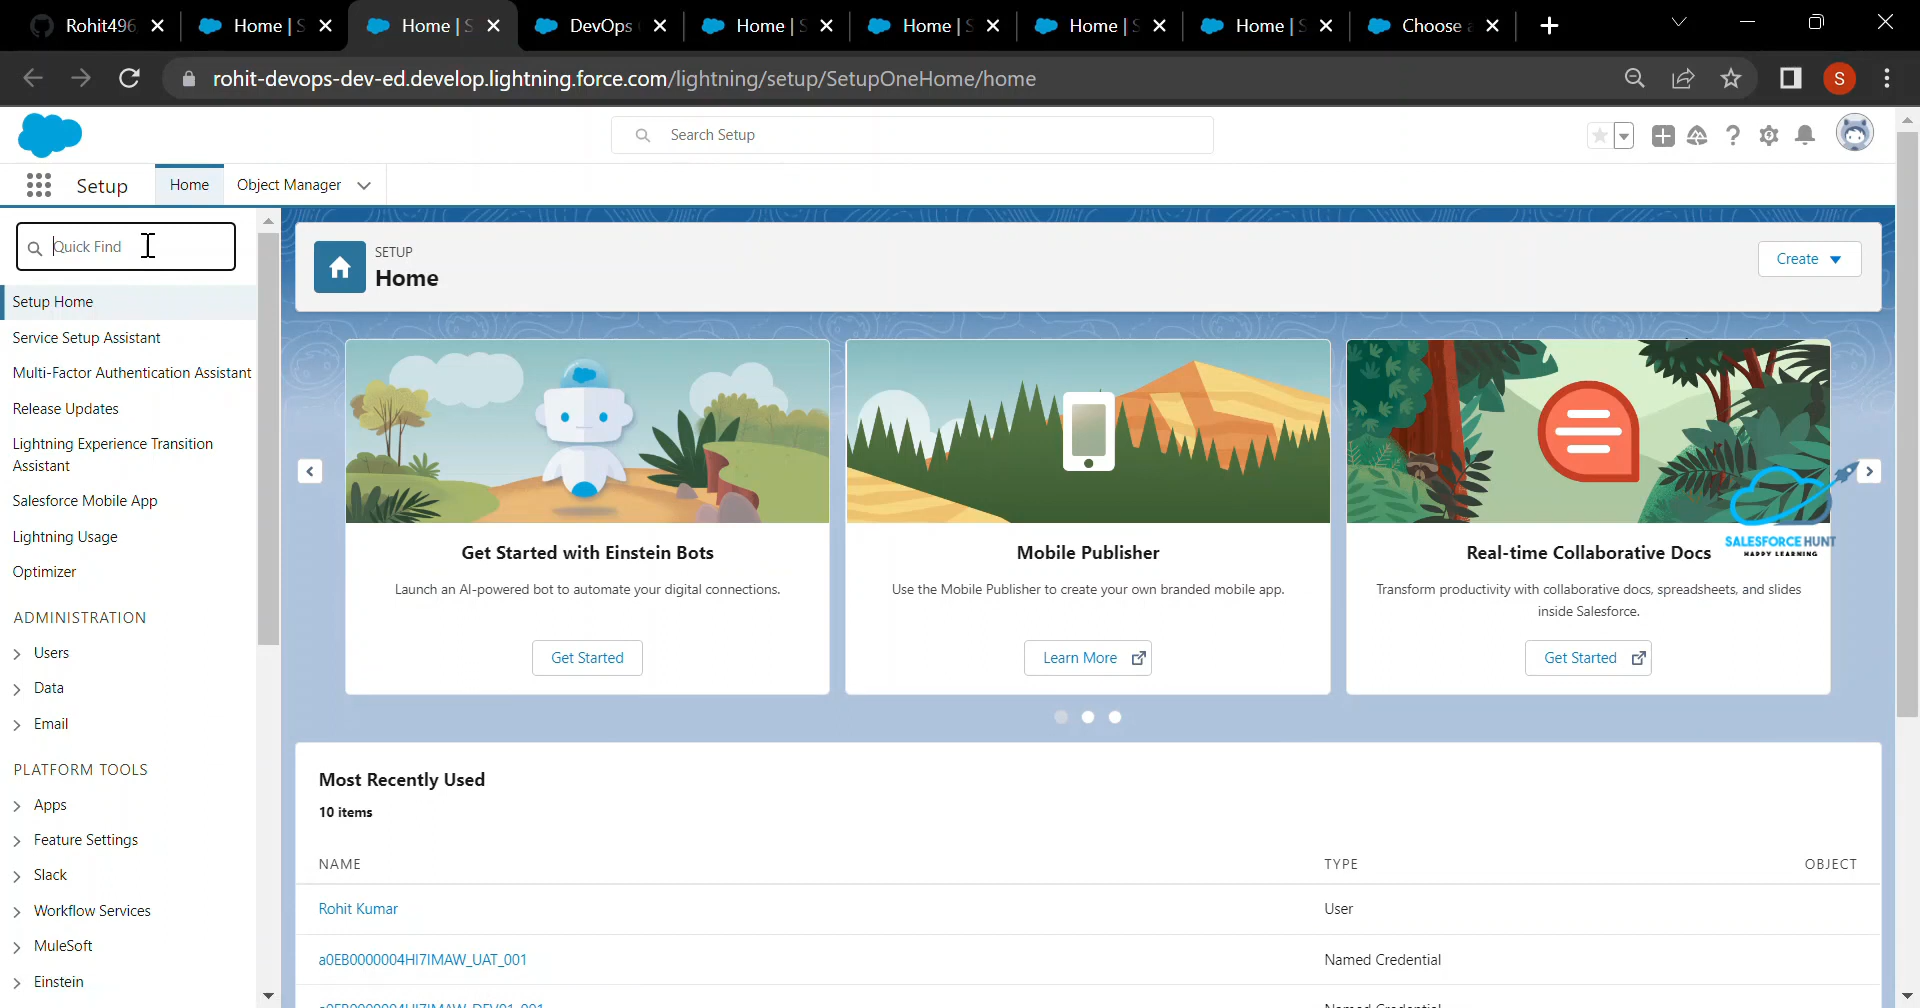 Rohit496
Home | S
Home | S
DevOps
Home | S
Home | S
Home | S
Home | S
Choose a
rohit-devops-dev-ed.develop.lightning.force.com/lightning/setup/SetupOneHome/home
S
Search Setup
Setup
Home
Object Manager
Quick Find
Setup Home
Service Setup Assistant
Multi-Factor Authentication Assistant
Release Updates
Lightning Experience Transition
Assistant
Salesforce Mobile App
Lightning Usage
Optimizer
ADMINISTRATION
Users
Data
Email
PLATFORM TOOLS
Apps
Feature Settings
Slack
Workflow Services
MuleSoft
Einstein
SETUP
Home
Create
Get Started with Einstein Bots
Launch an AI-powered bot to automate your digital connections.
Get Started
Mobile Publisher
Use the Mobile Publisher to create your own branded mobile app.
Learn More
Real-time Collaborative Docs
Transform productivity with collaborative docs, spreadsheets, and slides
inside Salesforce.
Get Started
SALESFORCE HUNT
HAPPY LEARNING
Most Recently Used
10 items
NAME TYPE OBJECT
Rohit Kumar User
a0EB0000004HI7IMAW_UAT_001 Named Credential
a0EB0000004HI7IMAW_DEV01_001 Named Credential